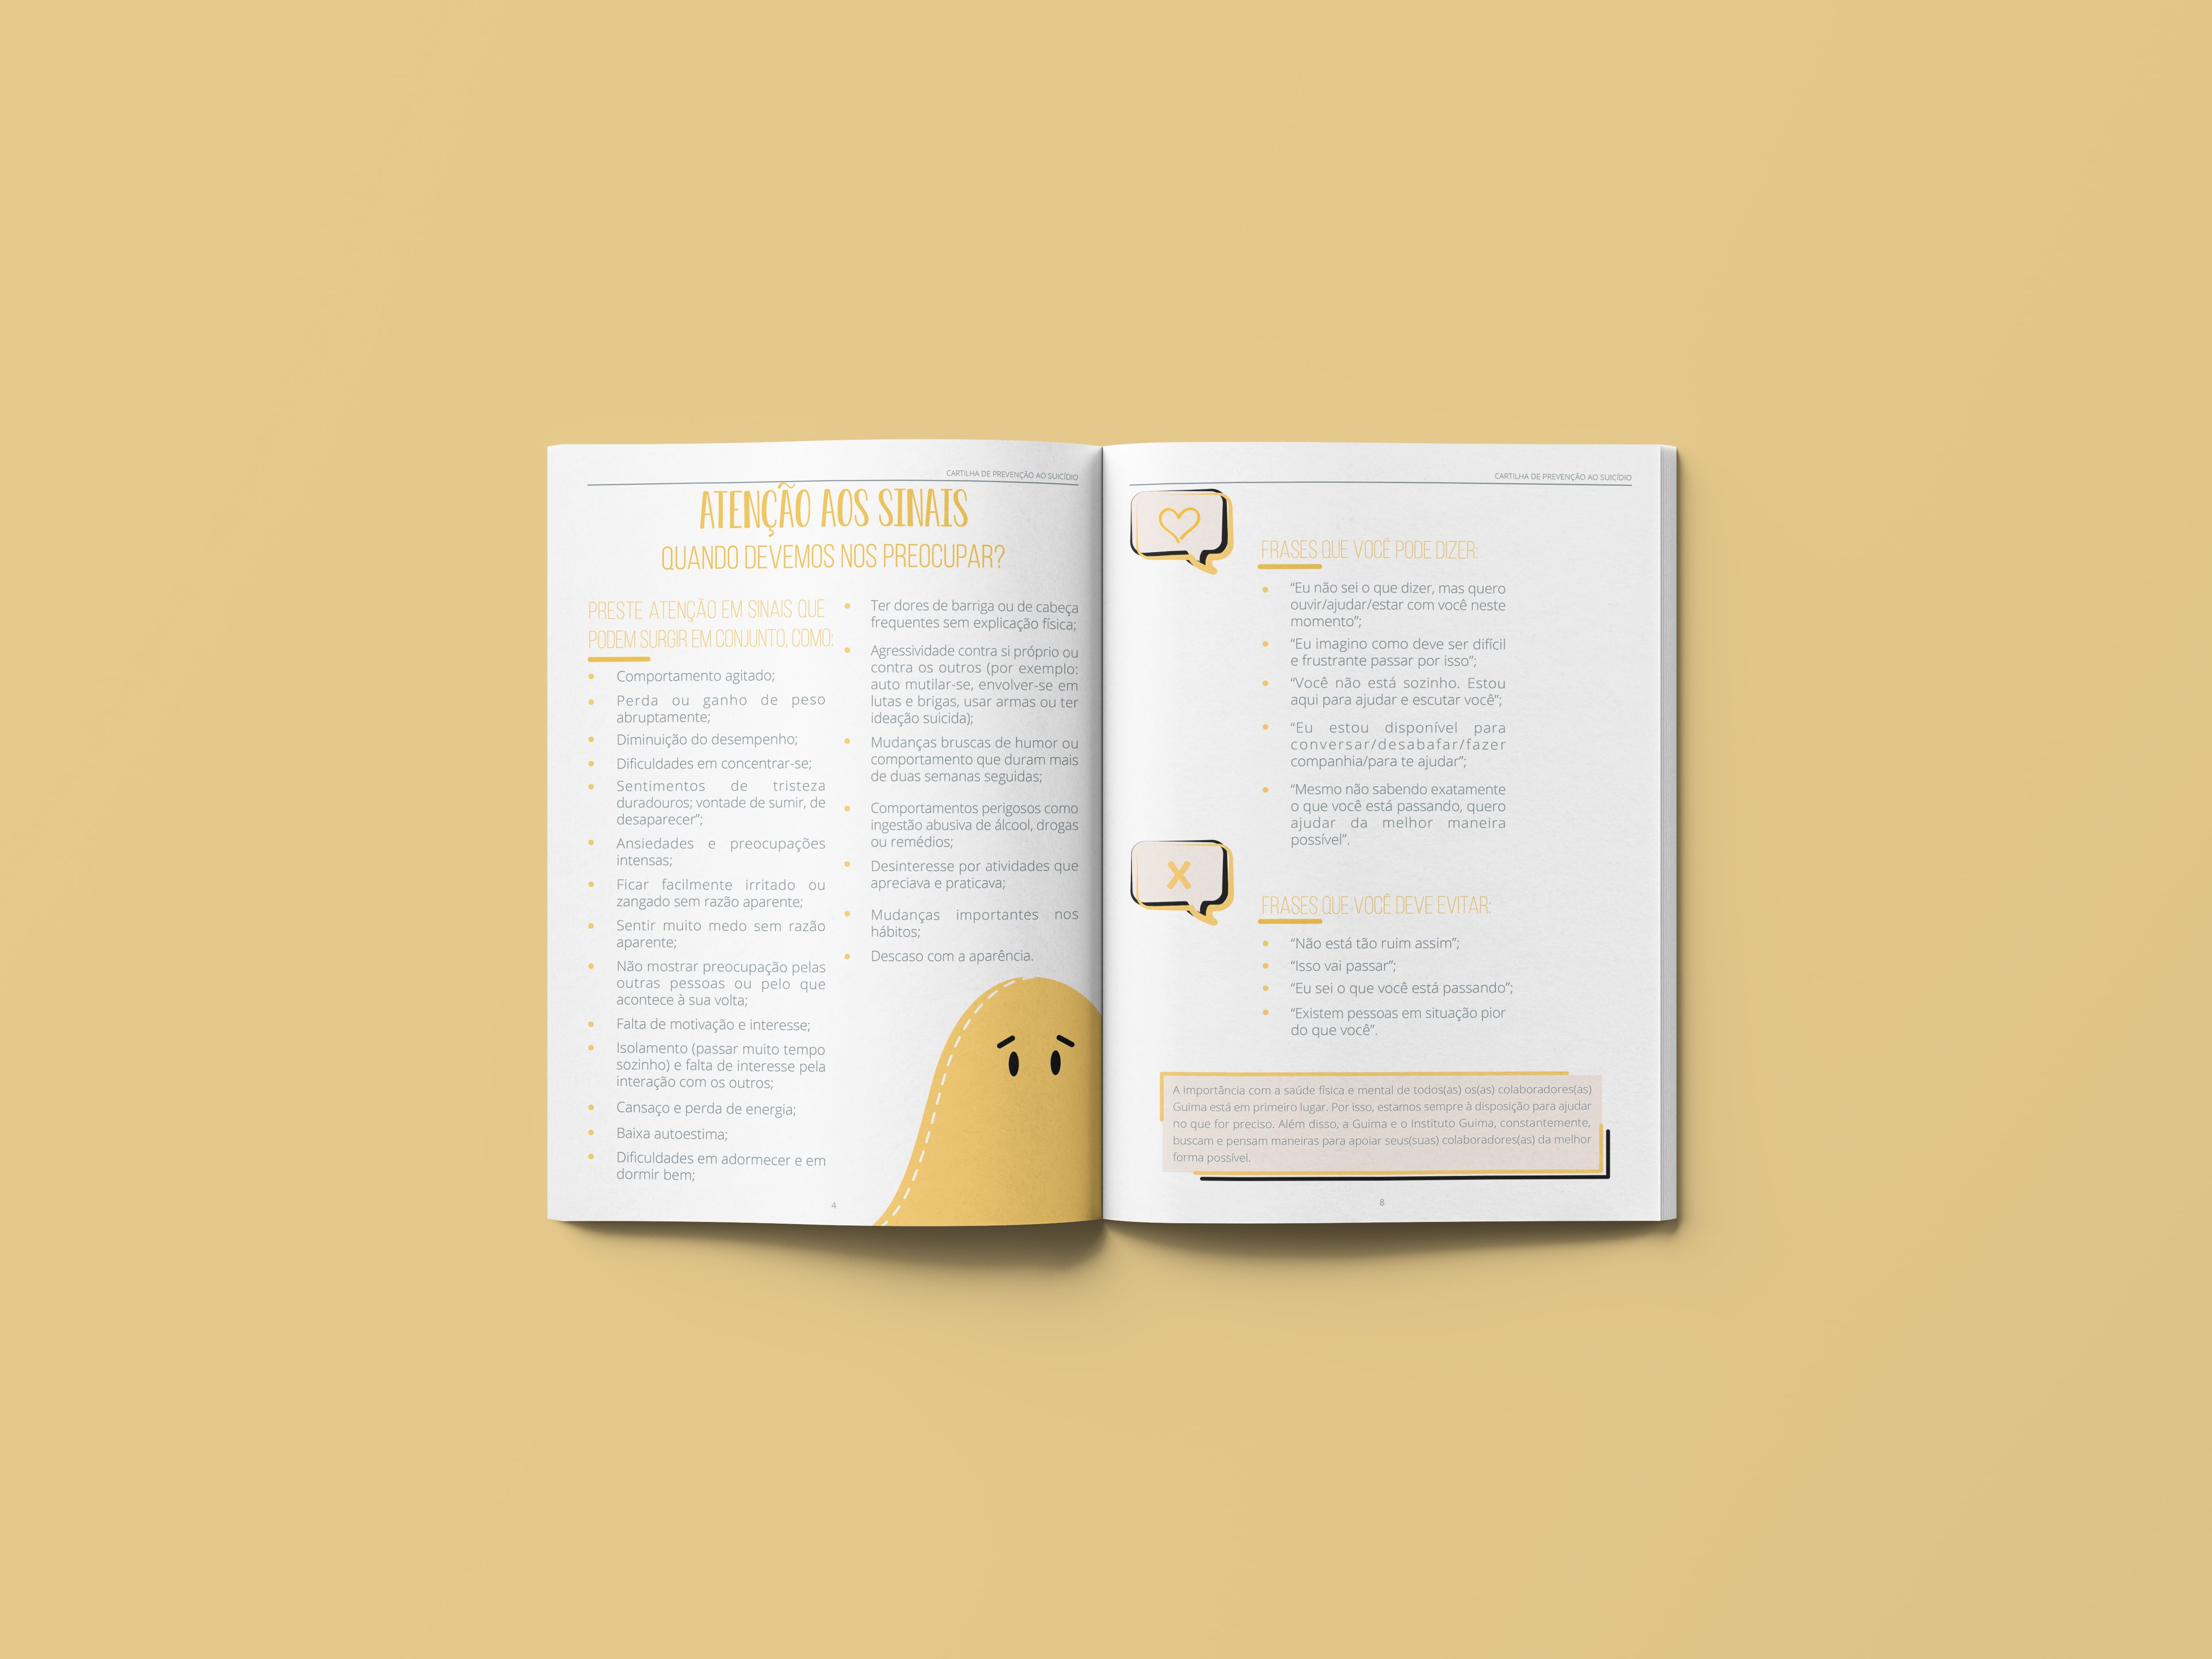 CARTILHA DE PREVENÇÃO AO SUICÍDIO
ATENÇÃO AOS SINAIS
QUANDO DEVEMOS NOS PREOCUPAR?
PRESTE ATENÇÃO EM SINAIS QUE
PODEM SURGIR EM CONJUNTO, COMO:
• Comportamento agitado;
• Perda ou ganho de peso
abruptamente;
• Diminuição do desempenho;
• Dificuldades em concentrar-se;
• Sentimentos de tristeza
duradouros; vontade de sumir, de
desaparecer”;
• Ansiedades e preocupações
intensas;
• Ficar facilmente irritado ou
zangado sem razão aparente;
• Sentir muito medo sem razão
aparente;
• Não mostrar preocupação pelas
outras pessoas ou pelo que
acontece à sua volta;
• Falta de motivação e interesse;
• Isolamento (passar muito tempo
sozinho) e falta de interesse pela
interação com os outros;
• Cansaço e perda de energia;
• Baixa autoestima;
• Dificuldades em adormecer e em
dormir bem;
• Ter dores de barriga ou de cabeça
frequentes sem explicação física;
• Agressividade contra si próprio ou
contra os outros (por exemplo:
auto mutilar-se, envolver-se em
lutas e brigas, usar armas ou ter
ideação suicida);
• Mudanças bruscas de humor ou
comportamento que duram mais
de duas semanas seguidas;
• Comportamentos perigosos como
ingestão abusiva de álcool, drogas
ou remédios;
• Desinteresse por atividades que
apreciava e praticava;
• Mudanças importantes nos
hábitos;
• Descaso com a aparência.
4
CARTILHA DE PREVENÇÃO AO SUICÍDIO
FRASES QUE VOCÊ PODE DIZER:
• “Eu não sei o que dizer, mas quero
ouvir/ajudar/estar com você neste
momento”;
• “Eu imagino como deve ser difícil
e frustrante passar por isso”;
• “Você não está sozinho. Estou
aqui para ajudar e escutar você”;
• “Eu estou disponível para
conversar/desabafar/fazer
companhia/para te ajudar”;
• “Mesmo não sabendo exatamente
o que você está passando, quero
ajudar da melhor maneira
possível”.
X
FRASES QUE VOCÊ DEVE EVITAR:
• “Não está tão ruim assim”;
• “Isso vai passar”;
• “Eu sei o que você está passando”;
• “Existem pessoas em situação pior
do que você”.
A importância com a saúde física e mental de todos(as) os(as) colaboradores(as)
Guima está em primeiro lugar. Por isso, estamos sempre à disposição para ajudar
no que for preciso. Além disso, a Guima e o Instituto Guima, constantemente,
buscam e pensam maneiras para apoiar seus(suas) colaboradores(as) da melhor
forma possível.
8